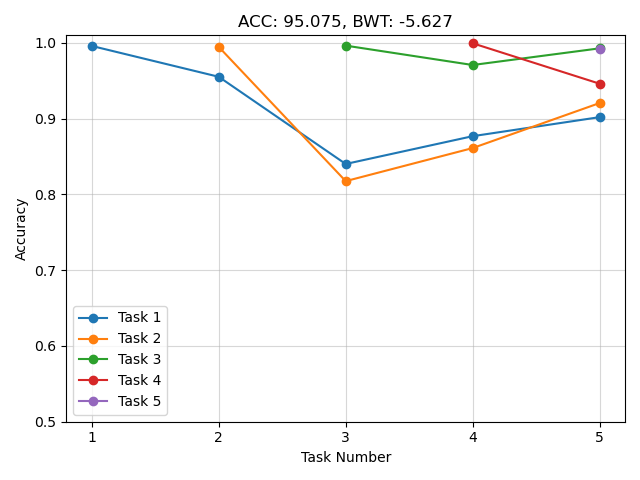 ACC: 95.075, BWT: -5.627
1.0
0.9
0.8
0.7
0.6
0.5
Accuracy
Task 1
Task 2
Task 3
Task 4
Task 5
1 2 3 4 5
Task Number